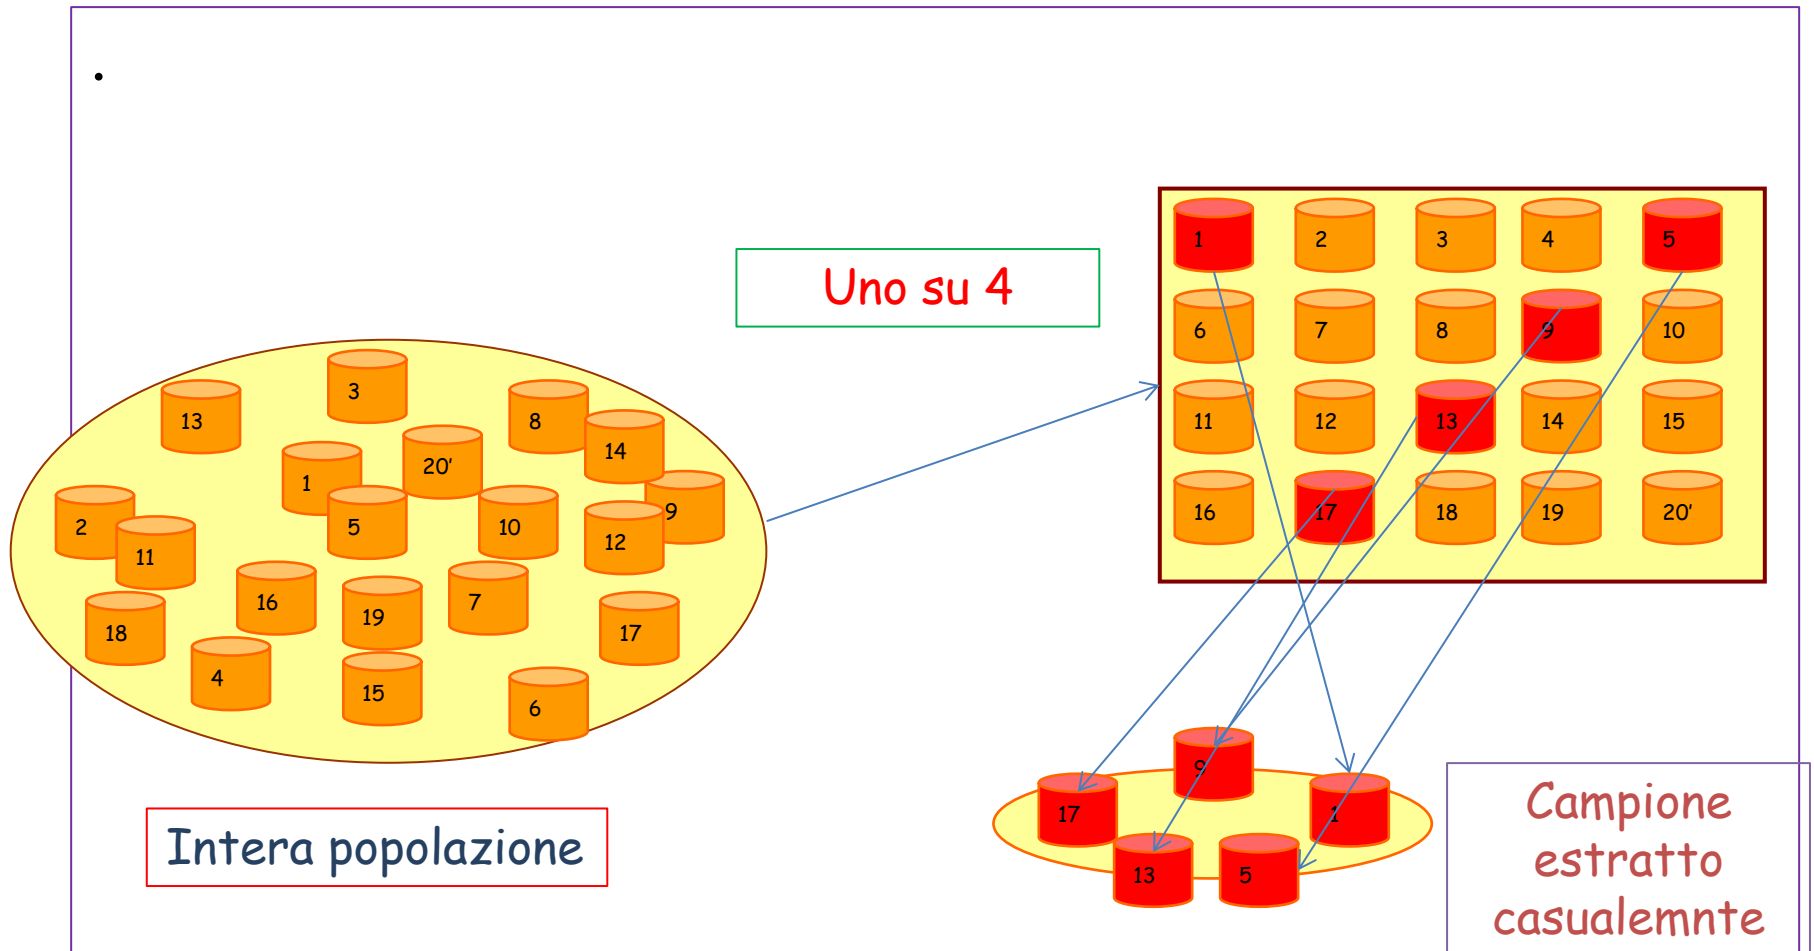 •
Uno su 4
1 2 3 4 5
6 7 8 9 10
11 12 13 14 15
16 17 18 19 20'
3
13
8
14
20'
1
9
2
5
10
12
11
16
7
19
18
17
4
15
6
9
17
1
13
5
Intera popolazione
Campione
estratto
casualemnte